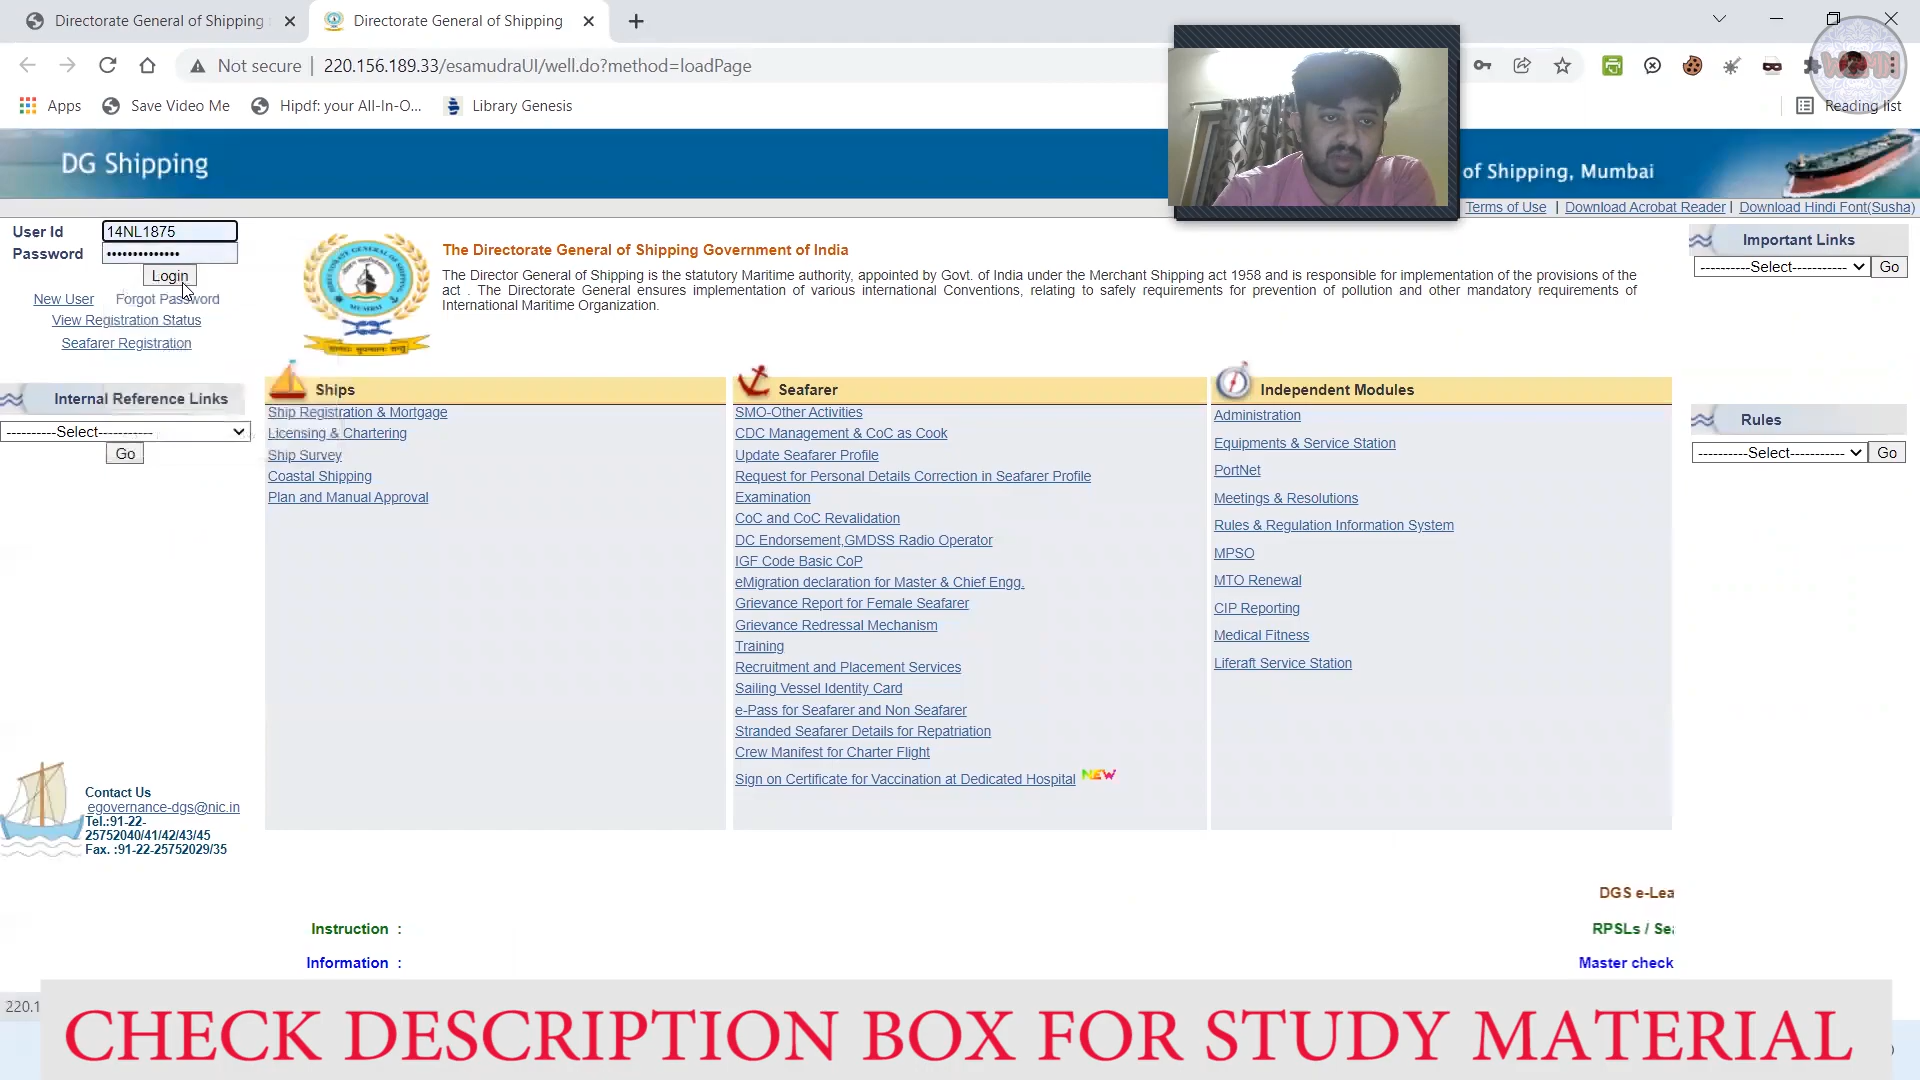 Directorate General of Shipping
Directorate General of Shipping
Not secure
220.156.189.33/esamudraUI/well.do?method=loadPage
Apps
Save Video Me
Hipdf: your All-In-O...
Library Genesis
Reading list
DG Shipping
of Shipping, Mumbai
Terms of Use | Download Acrobat Reader | Download Hindi Font(Susha)
User Id 14NL1875
Password ••••••••••••••
Login
New User Forgot Password
View Registration Status
Seafarer Registration
The Directorate General of Shipping Government of India
The Director General of Shipping is the statutory Maritime authority, appointed by Govt. of India under the Merchant Shipping act 1958 and is responsible for implementation of the provisions of the
act . The Directorate General ensures implementation of various international Conventions, relating to safely requirements for prevention of pollution and other mandatory requirements of
International Maritime Organization.
Important Links
----------Select----------- Go
Internal Reference Links
----------Select-----------
Go
Ships
Ship Registration & Mortgage
Licensing & Chartering
Ship Survey
Coastal Shipping
Plan and Manual Approval
Seafarer
SMO-Other Activities
CDC Management & CoC as Cook
Update Seafarer Profile
Request for Personal Details Correction in Seafarer Profile
Examination
CoC and CoC Revalidation
DC Endorsement,GMDSS Radio Operator
IGF Code Basic CoP
eMigration declaration for Master & Chief Engg.
Grievance Report for Female Seafarer
Grievance Redressal Mechanism
Training
Recruitment and Placement Services
Sailing Vessel Identity Card
e-Pass for Seafarer and Non Seafarer
Stranded Seafarer Details for Repatriation
Crew Manifest for Charter Flight
Sign on Certificate for Vaccination at Dedicated Hospital NEW
Independent Modules
Administration
Equipments & Service Station
PortNet
Meetings & Resolutions
Rules & Regulation Information System
MPSO
MTO Renewal
CIP Reporting
Medical Fitness
Liferaft Service Station
Rules
----------Select----------- Go
Contact Us
egovernance-dgs@nic.in
Tel.:91-22-
25752040/41/42/43/45
Fax. :91-22-25752029/35
DGS e-Lea
Instruction :
RPSLs / Sea
Information :
Master check
220.1
CHECK DESCRIPTION BOX FOR STUDY MATERIAL